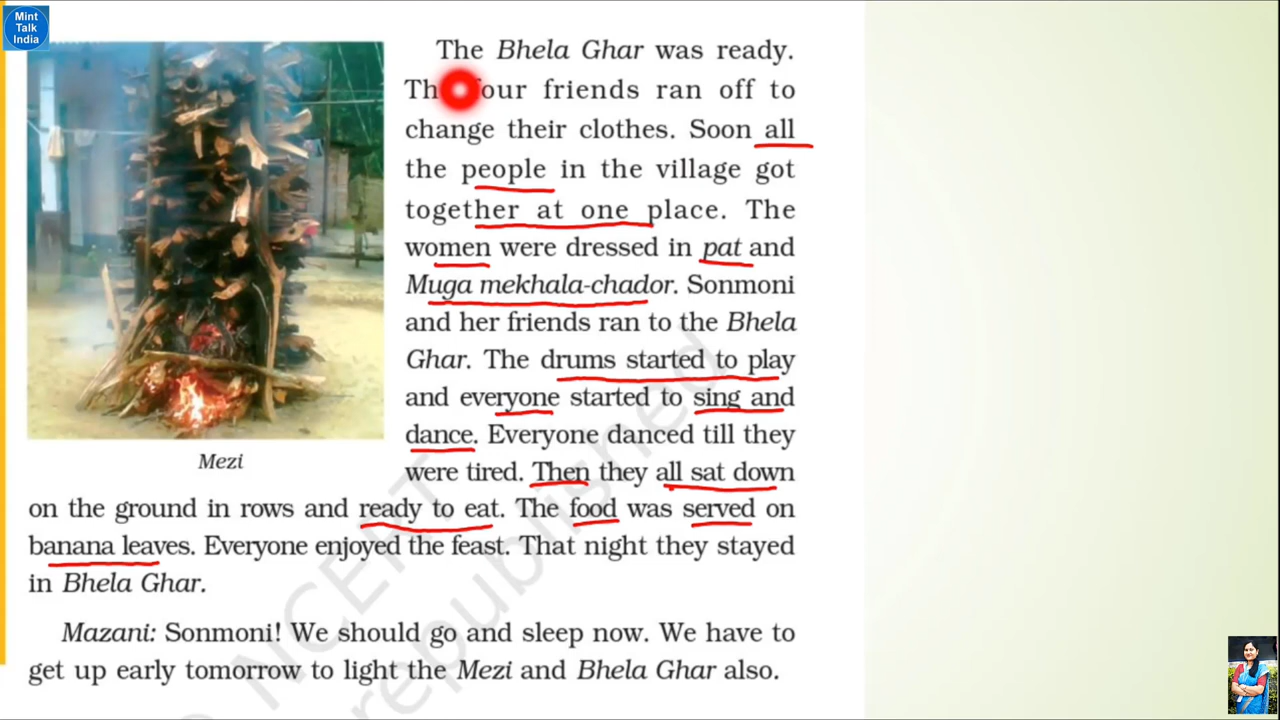 Mint
Talk
India
The Bhela Ghar was ready.
Th our friends ran off to
change their clothes. Soon all
the people in the village got
together at one place. The
women were dressed in pat and
Muga mekhala-chador. Sonmoni
and her friends ran to the Bhela
Ghar. The drums started to play
and everyone started to sing and
dance. Everyone danced till they
were tired. Then they all sat down
Mezi
on the ground in rows and ready to eat. The food was served on
banana leaves. Everyone enjoyed the feast. That night they stayed
in Bhela Ghar.
Mazani: Sonmoni! We should go and sleep now. We have to
get up early tomorrow to light the Mezi and Bhela Ghar also.
NCERT
republished